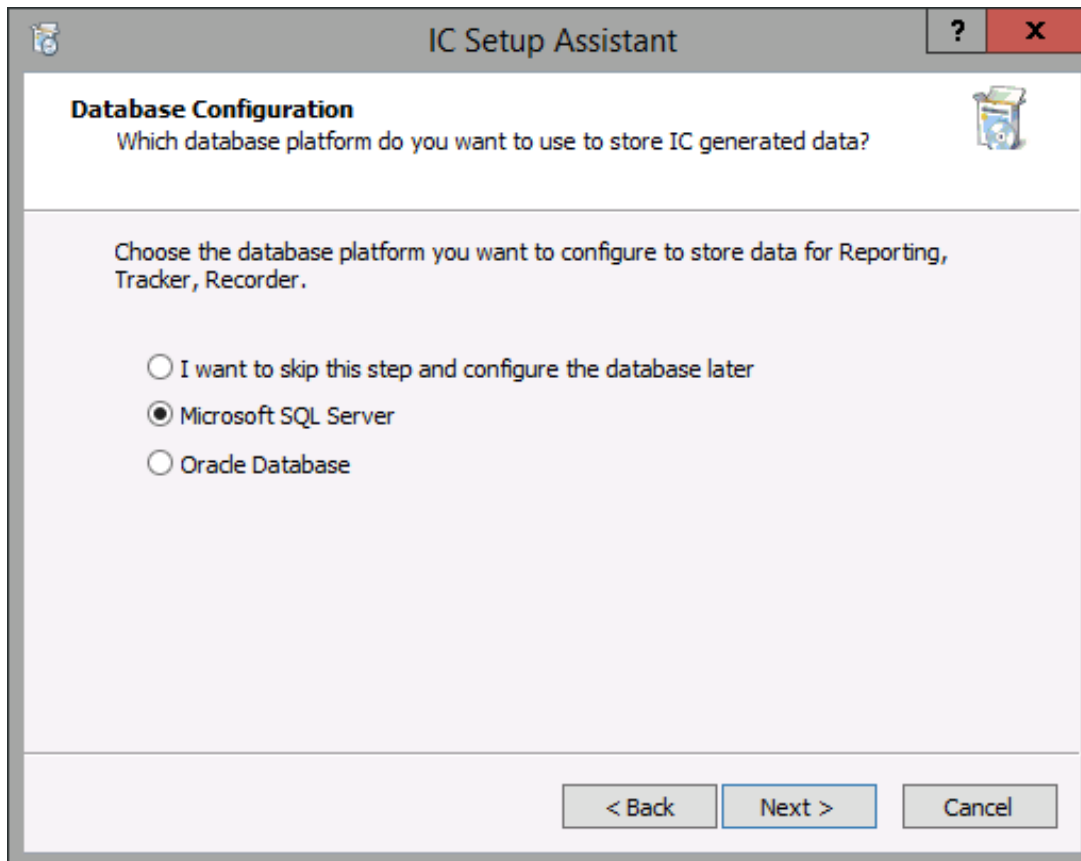 IC Setup Assistant
? x
Database Configuration
Which database platform do you want to use to store IC generated data?
Choose the database platform you want to configure to store data for Reporting,
Tracker, Recorder.
I want to skip this step and configure the database later
Microsoft SQL Server
Oracle Database
< Back Next > Cancel